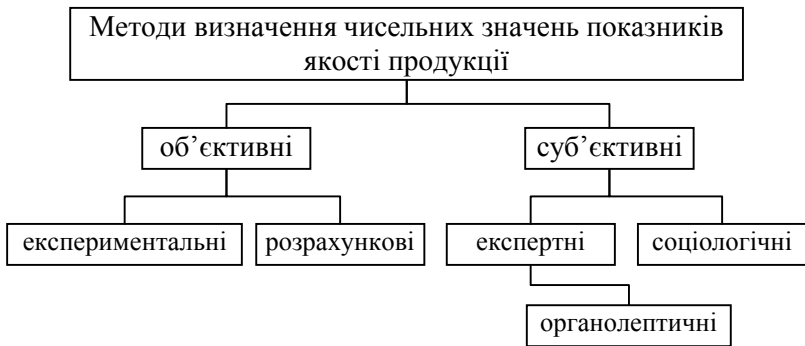 Методи визначення чисельних значень показників
якості продукції
об’єктивні
суб’єктивні
експериментальні
розрахункові
експертні
соціологічні
органолептичні